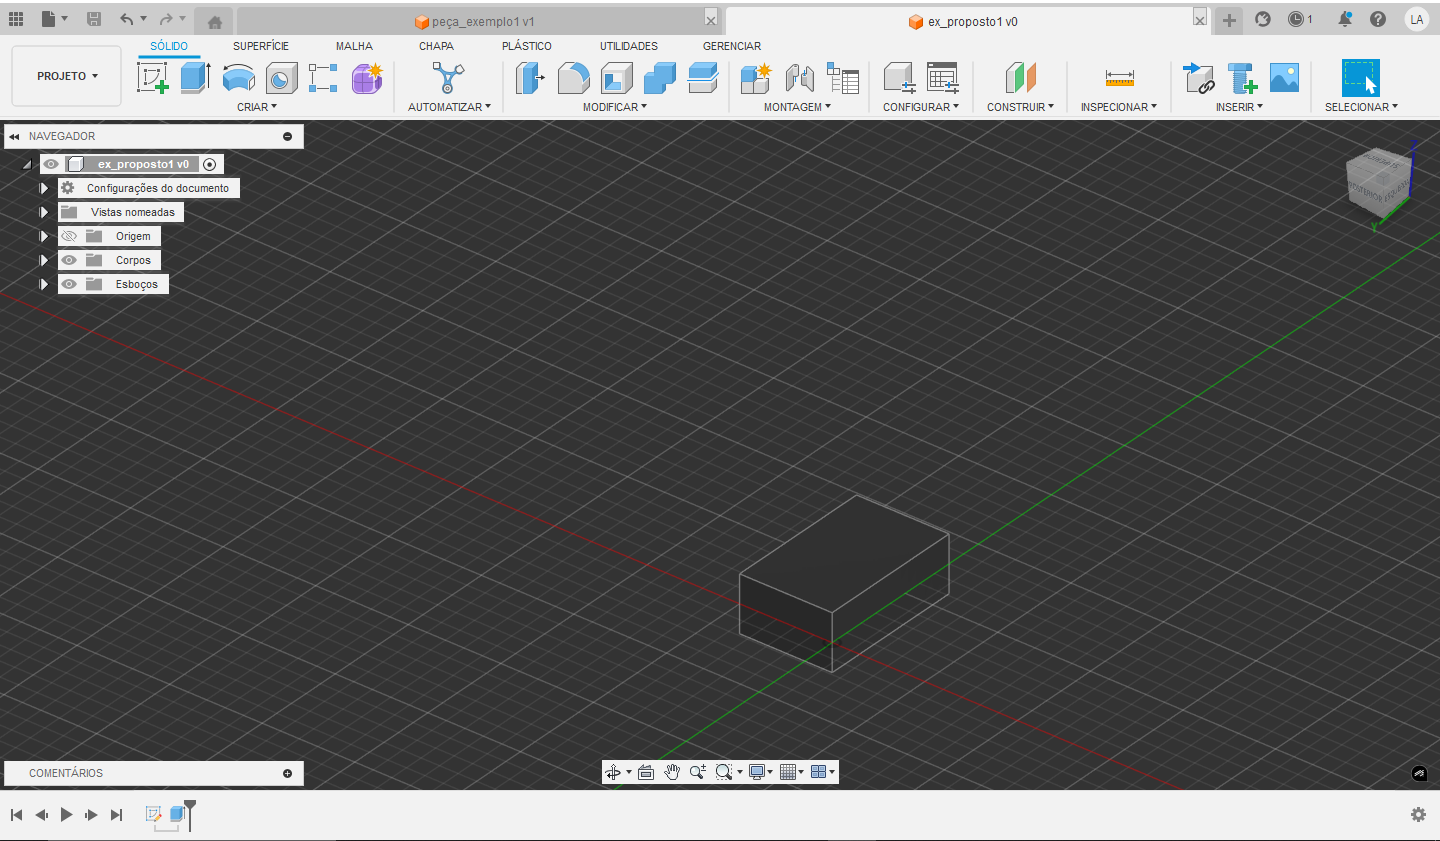 peça_exemplo1 v1
ex_proposto1 v0
1
LA
PROJETO
SÓLIDO SUPERFÍCIE MALHA CHAPA PLÁSTICO UTILIDADES GERENCIAR
CRIAR AUTOMATIZAR MODIFICAR MONTAGEM CONFIGURAR CONSTRUIR INSPECIONAR INSERIR SELECIONAR
NAVEGADOR
ex_proposto1 v0
Configurações do documento
Vistas nomeadas
Origem
Corpos
Esboços
Y
COMENTÁRIOS